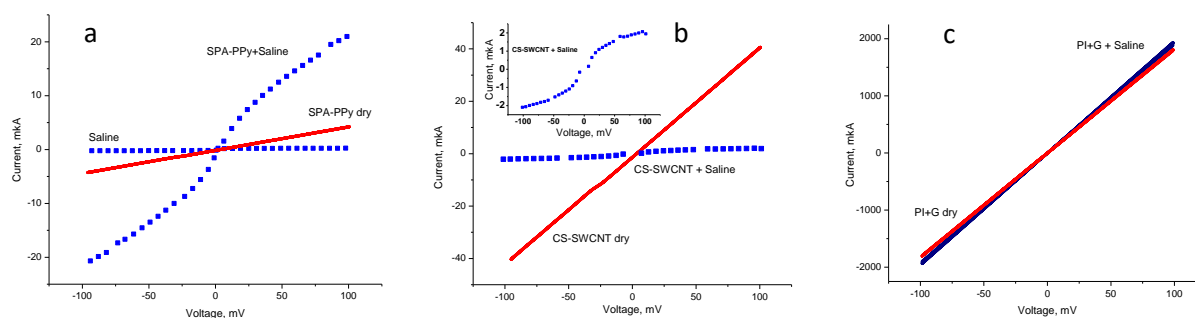 a
SPA-PPy+Saline
SPA-PPy dry
Saline
Current, mkA
20
10
0
-10
-20
-100 -50 0 50 100
Voltage, mV
b
CS-SWCNT + Saline
Current, mkA
2
1
0
-1
-2
-100 -50 0 50 100
Voltage, mV
CS-SWCNT + Saline
CS-SWCNT dry
Current, mkA
40
20
0
-20
-40
-100 -50 0 50 100
Voltage, mV
c
PI+G + Saline
PI+G dry
Current, mkA
2000
1000
0
-1000
-2000
-100 -50 0 50 100
Voltage, mV